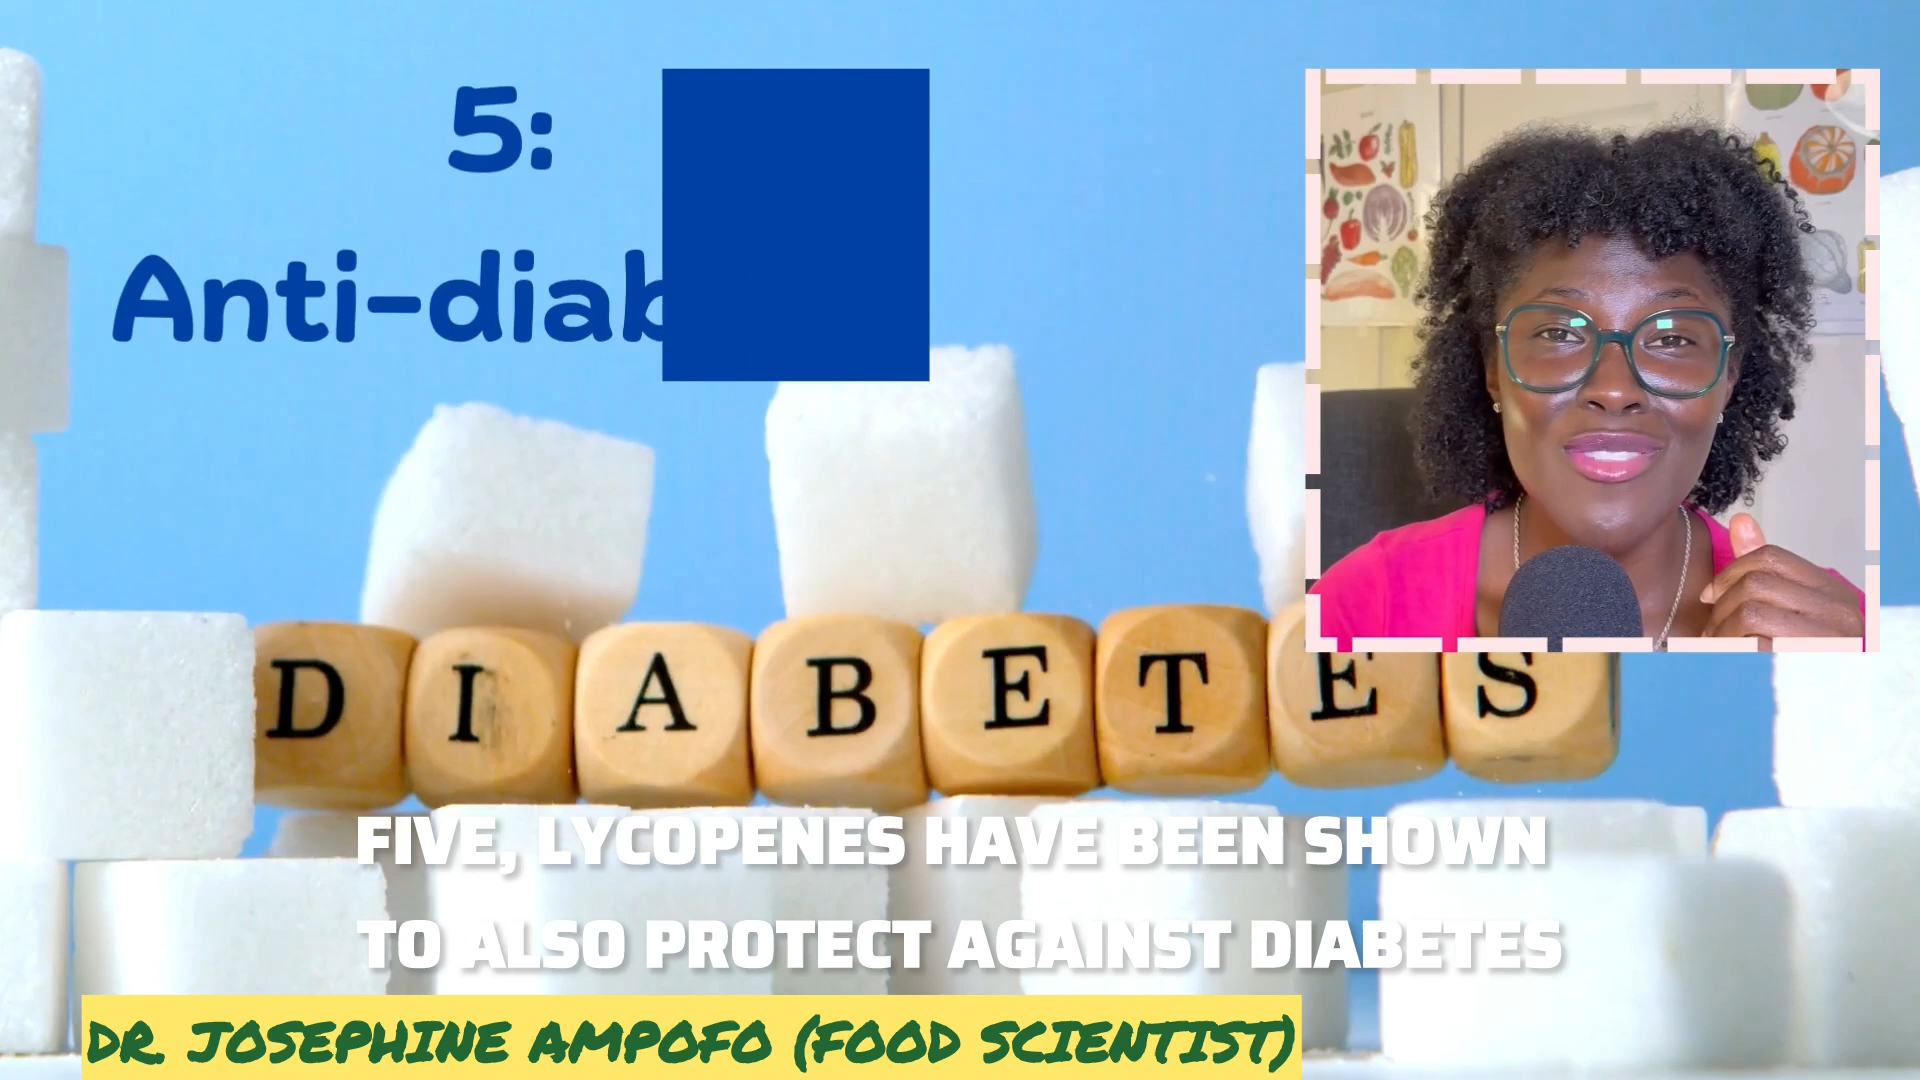 5:
Anti-diab
DIABETES
FIVE, LYCOPENES HAVE BEEN SHOWN
TO ALSO PROTECT AGAINST DIABETES
DR. JOSEPHINE AMPOFO (FOOD SCIENTIST)